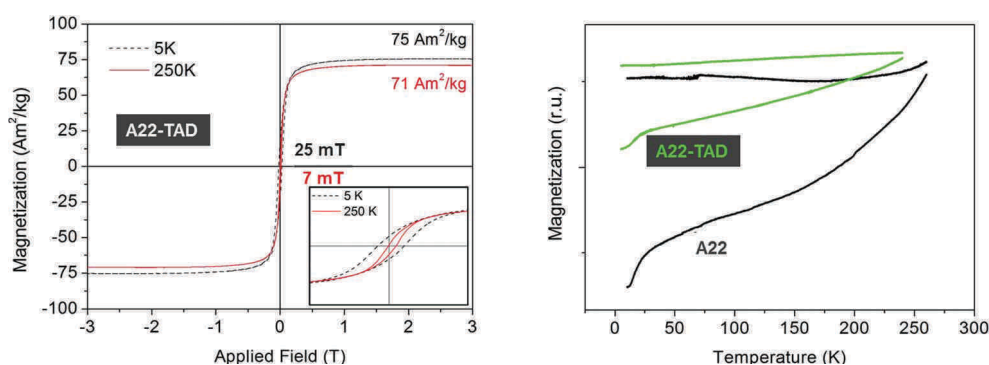 Magnetization (Am²/kg)
100
75
50
25
0
-25
-50
-75
-100
5K
250K
75 Am²/kg
71 Am²/kg
A22-TAD
25 mT
7 mT
5 K
250 K
-3
-2
-1
0
1
2
3
Applied Field (T)
Magnetization (r.u.)
A22-TAD
A22
0
50
100
150
200
250
300
Temperature (K)